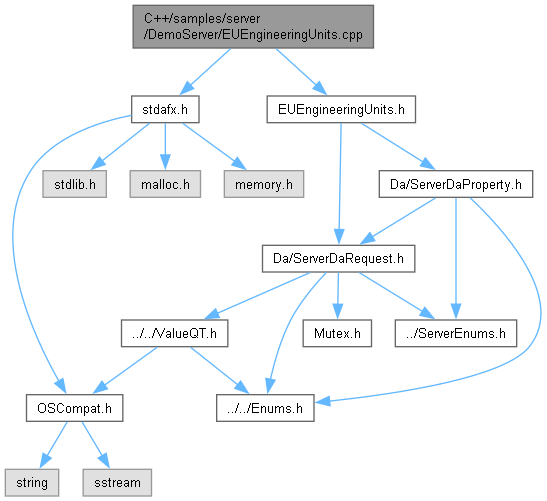 C++/samples/server
/DemoServer/EUEngineeringUnits.cpp
stdafx.h
EUEngineeringUnits.h
stdlib.h
malloc.h
memory.h
Da/ServerDaProperty.h
Da/ServerDaRequest.h
../../ValueQT.h
Mutex.h
../ServerEnums.h
OSCompat.h
../../Enums.h
string
sstream